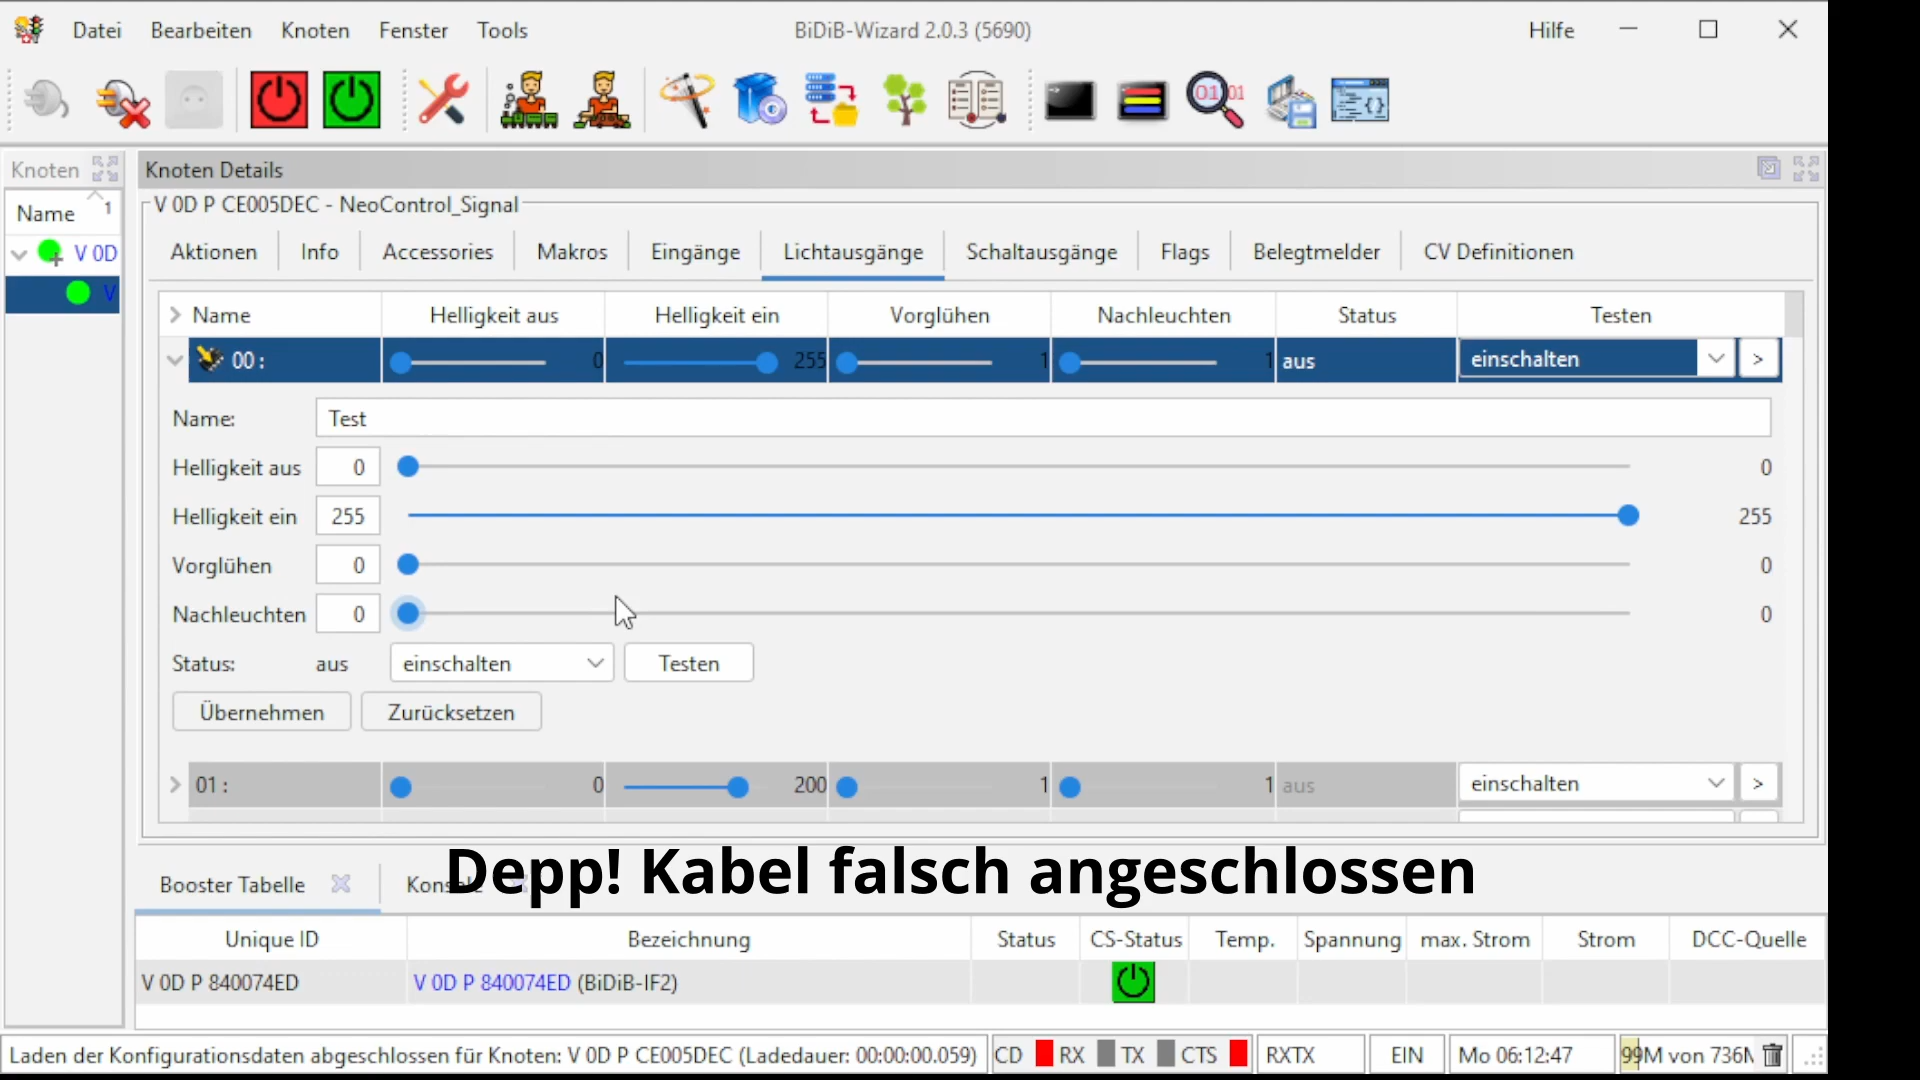 Datei Bearbeiten Knoten Fenster Tools BiDiB-Wizard 2.0.3 (5690) Hilfe
Knoten
Name 1
V 0D
V
Knoten Details
V 0D P CE005DEC - NeoControl_Signal
Aktionen Info Accessories Makros Eingänge Lichtausgänge Schaltausgänge Flags Belegtmelder CV Definitionen
Name Helligkeit aus Helligkeit ein Vorglühen Nachleuchten Status Testen
00 : 0 255 1 1 aus einschalten >
Name: Test
Helligkeit aus 0 0
Helligkeit ein 255 255
Vorglühen 0 0
Nachleuchten 0 0
Status: aus einschalten Testen
Übernehmen Zurücksetzen
01 : 0 200 1 1 aus einschalten >
Depp! Kabel falsch angeschlossen
Booster Tabelle
Unique ID Bezeichnung Status CS-Status Temp. Spannung max. Strom Strom DCC-Quelle
V 0D P 840074ED V 0D P 840074ED (BiDiB-IF2)
Laden der Konfigurationsdaten abgeschlossen für Knoten: V 0D P CE005DEC (Ladedauer: 00:00:00.059) CD RX TX CTS RXTX EIN Mo 06:12:47 99M von 736M